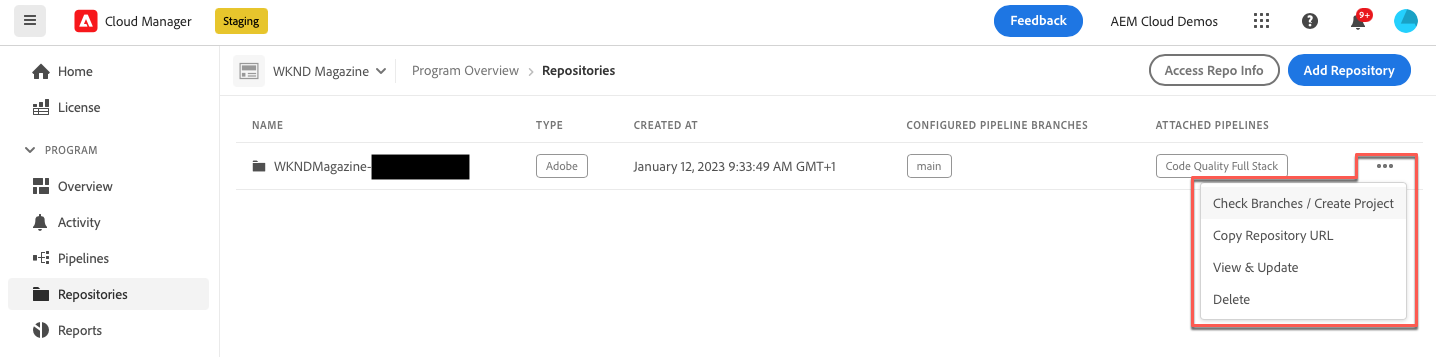 Cloud Manager Staging Feedback AEM Cloud Demos 9+
Home
License
PROGRAM
Overview
Activity
Pipelines
Repositories
Reports
WKND Magazine Program Overview Repositories Access Repo Info Add Repository
NAME TYPE CREATED AT CONFIGURED PIPELINE BRANCHES ATTACHED PIPELINES
WKNDMagazine- Adobe January 12, 2023 9:33:49 AM GMT+1 main Code Quality Full Stack
Check Branches / Create Project
Copy Repository URL
View & Update
Delete